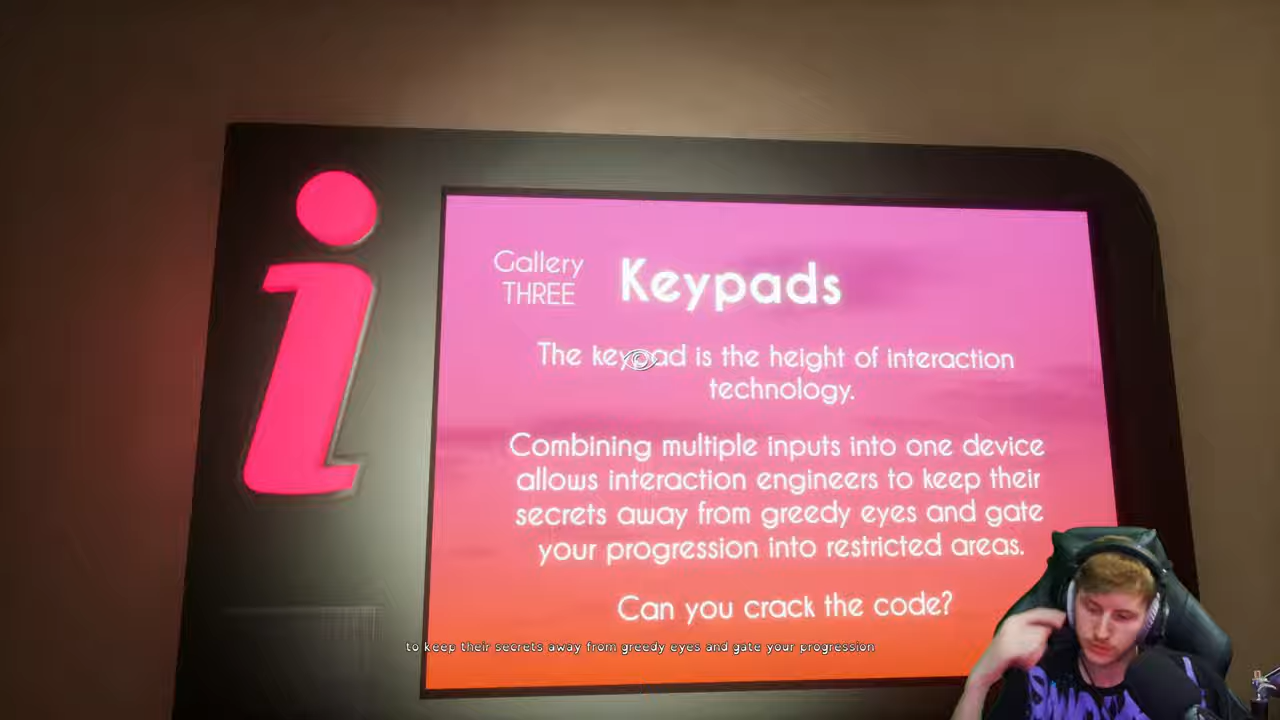 Gallery
THREE
Keypads
The keypad is the height of interaction
technology.
Combining multiple inputs into one device
allows interaction engineers to keep their
secrets away from greedy eyes and gate
your progression into restricted areas.
Can you crack the code?
to keep their secrets away from greedy eyes and gate your progression